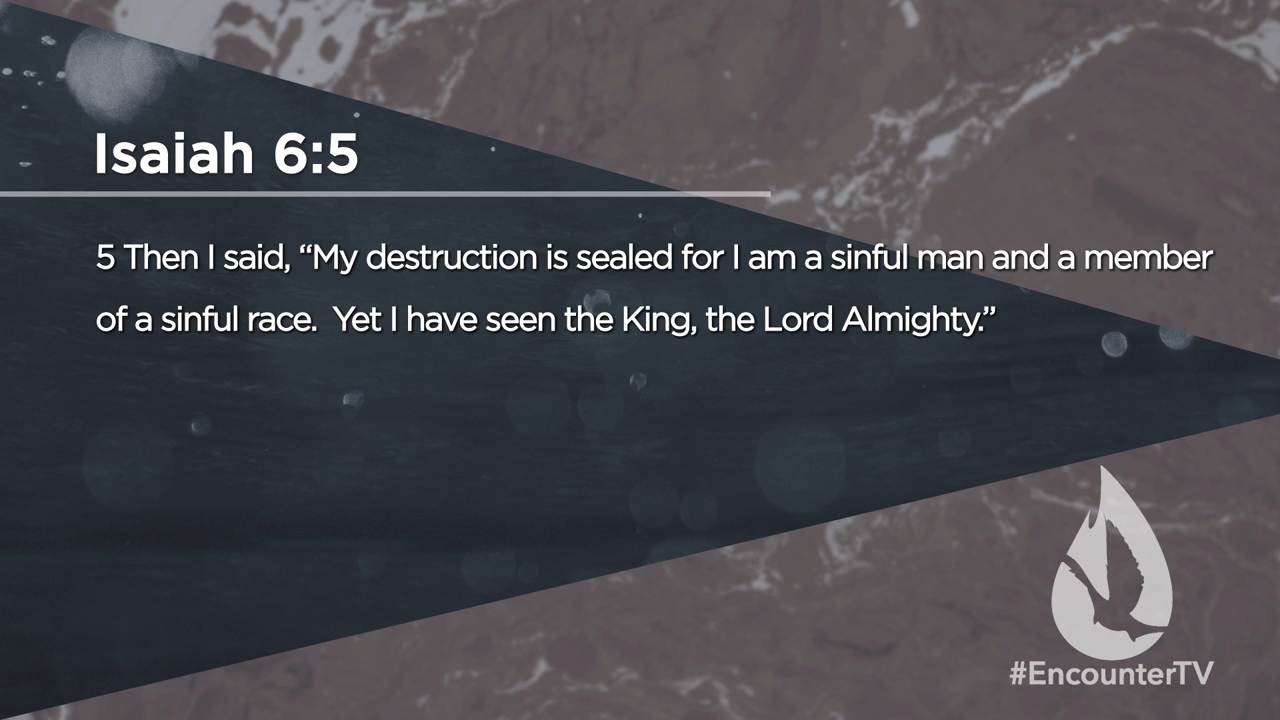 Isaiah 6:5
5 Then I said, “My destruction is sealed for I am a sinful man and a member
of a sinful race.  Yet I have seen the King, the Lord Almighty.”
#EncounterTV